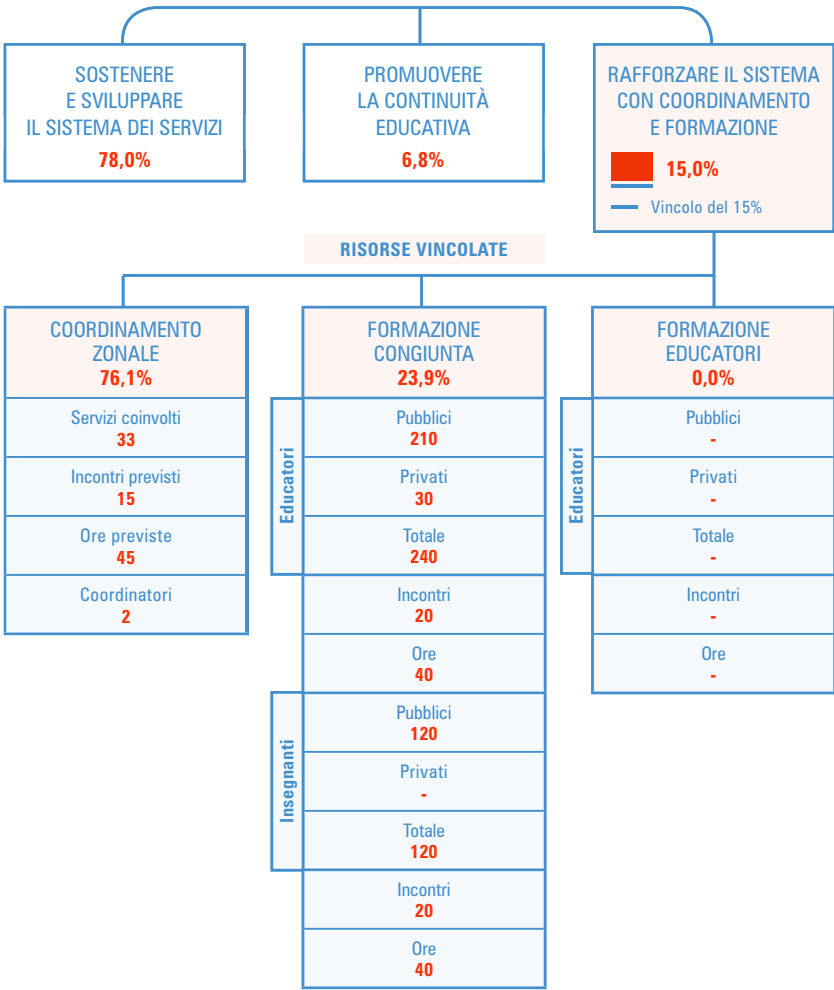 SOSTENERE
E SVILUPPARE
IL SISTEMA DEI SERVIZI
78,0%
PROMUOVERE
LA CONTINUITÀ
EDUCATIVA
6,8%
RAFFORZARE IL SISTEMA
CON COORDINAMENTO
E FORMAZIONE
15,0%
Vincolo del 15%
RISORSE VINCOLATE
COORDINAMENTO
ZONALE
76,1%
Servizi coinvolti
33
Incontri previsti
15
Ore previste
45
Coordinatori
2
FORMAZIONE
CONGIUNTA
23,9%
Educatori
Pubblici
210
Privati
30
Totale
240
Incontri
20
Ore
40
Insegnanti
Pubblici
120
Privati
-
Totale
120
Incontri
20
Ore
40
FORMAZIONE
EDUCATORI
0,0%
Educatori
Pubblici
-
Privati
-
Totale
-
Incontri
-
Ore
-